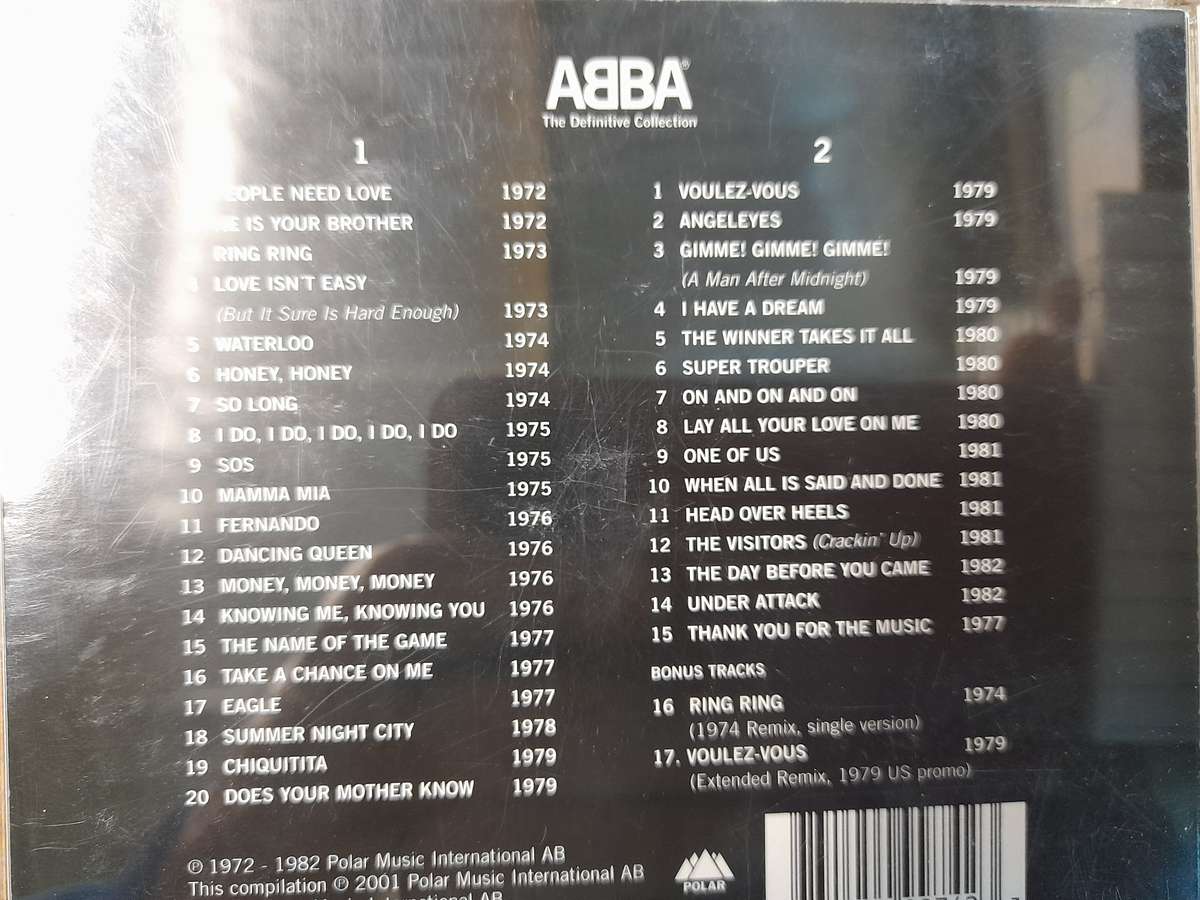 ABBA®
The Definitive Collection
1
PEOPLE NEED LOVE 1972
HE IS YOUR BROTHER 1972
RING RING 1973
4 LOVE ISN'T EASY
(But It Sure Is Hard Enough) 1973
5 WATERLOO 1974
6 HONEY, HONEY 1974
7 SO LONG 1974
8 I DO, I DO, I DO, I DO, I DO 1975
9 SOS 1975
10 MAMMA MIA 1975
11 FERNANDO 1976
12 DANCING QUEEN 1976
13 MONEY, MONEY, MONEY 1976
14 KNOWING ME, KNOWING YOU 1976
15 THE NAME OF THE GAME 1977
16 TAKE A CHANCE ON ME 1977
17 EAGLE 1977
18 SUMMER NIGHT CITY 1978
19 CHIQUITITA 1979
20 DOES YOUR MOTHER KNOW 1979
2
1 VOULEZ-VOUS 1979
2 ANGELEYES 1979
3 GIMME! GIMME! GIMME!
(A Man After Midnight) 1979
4 I HAVE A DREAM 1979
5 THE WINNER TAKES IT ALL 1980
6 SUPER TROUPER 1980
7 ON AND ON AND ON 1980
8 LAY ALL YOUR LOVE ON ME 1980
9 ONE OF US 1981
10 WHEN ALL IS SAID AND DONE 1981
11 HEAD OVER HEELS 1981
12 THE VISITORS (Crackin' Up) 1981
13 THE DAY BEFORE YOU CAME 1982
14 UNDER ATTACK 1982
15 THANK YOU FOR THE MUSIC 1977
BONUS TRACKS
16 RING RING 1974
(1974 Remix, single version)
17. VOULEZ-VOUS 1979
(Extended Remix, 1979 US promo)
℗ 1972 - 1982 Polar Music International AB
This compilation ℗ 2001 Polar Music International AB
POLAR